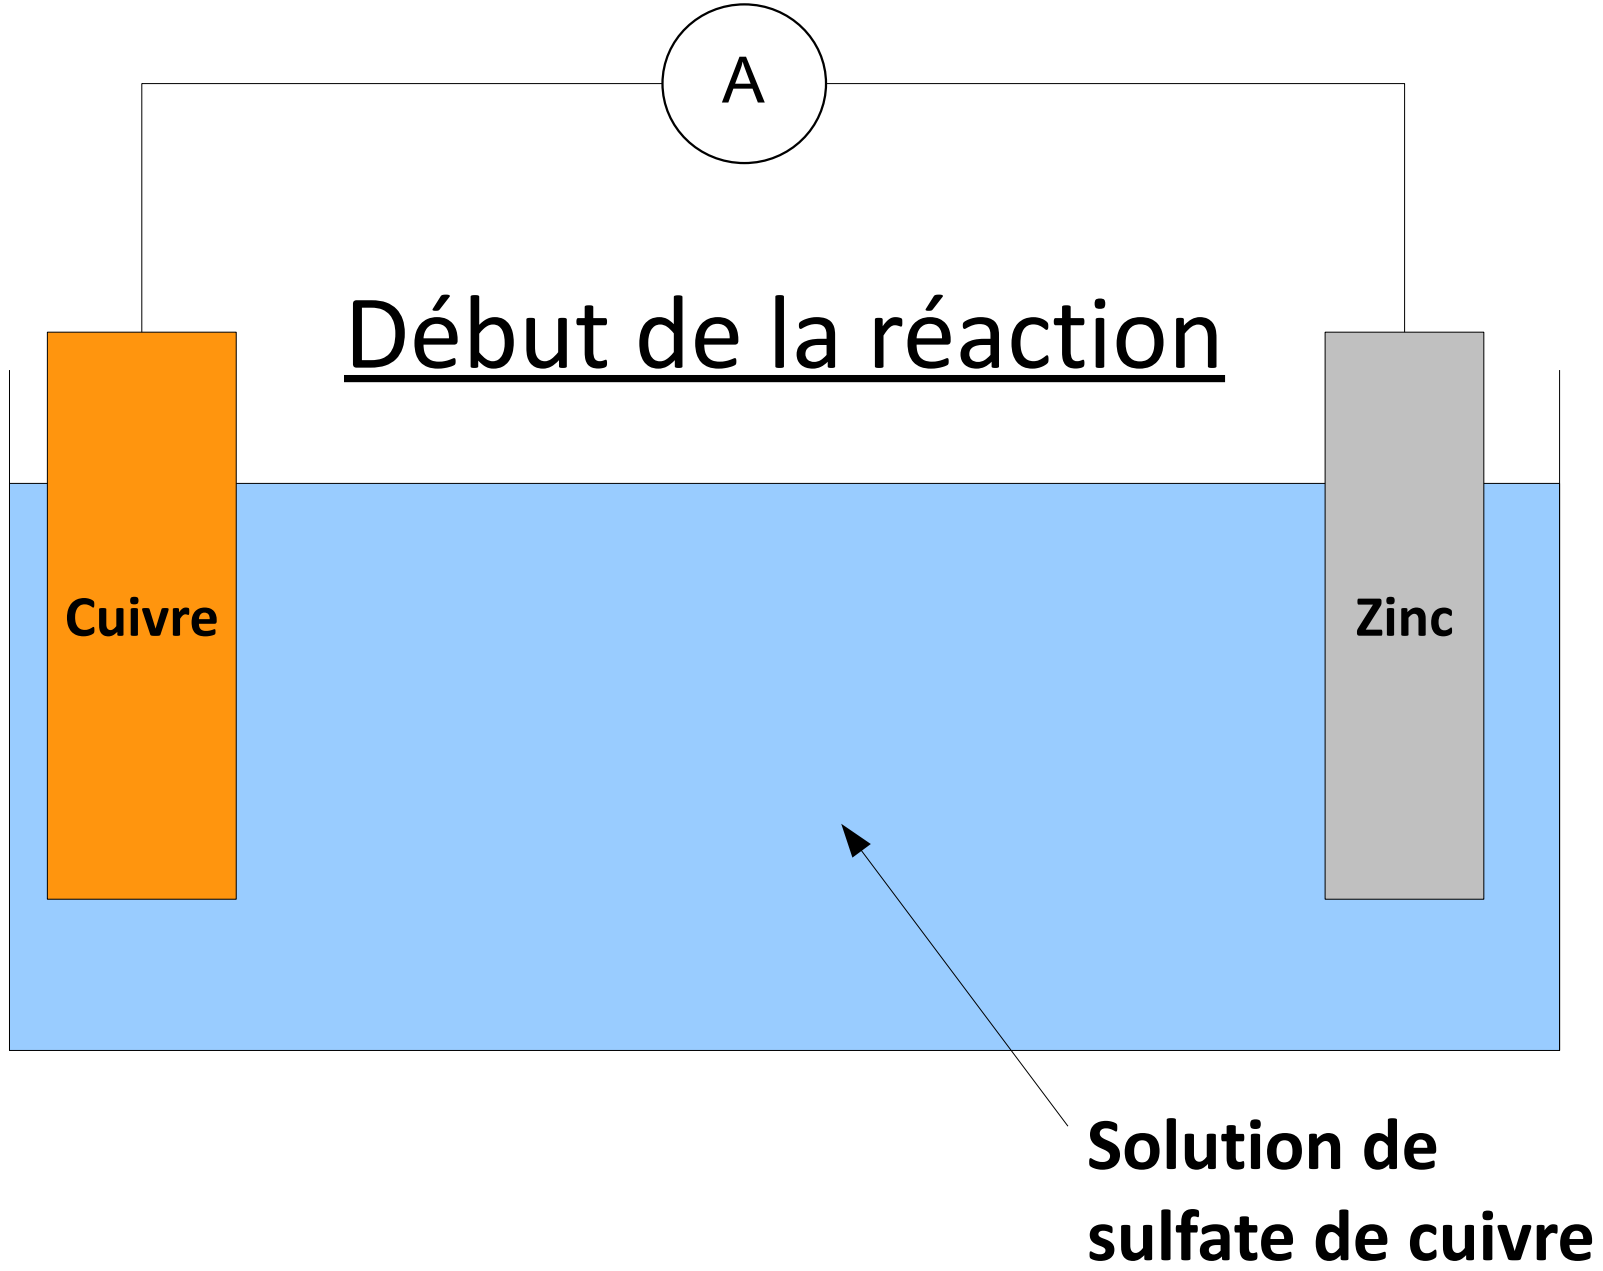 A
Début de la réaction
Cuivre
Zinc
Solution de
sulfate de cuivre